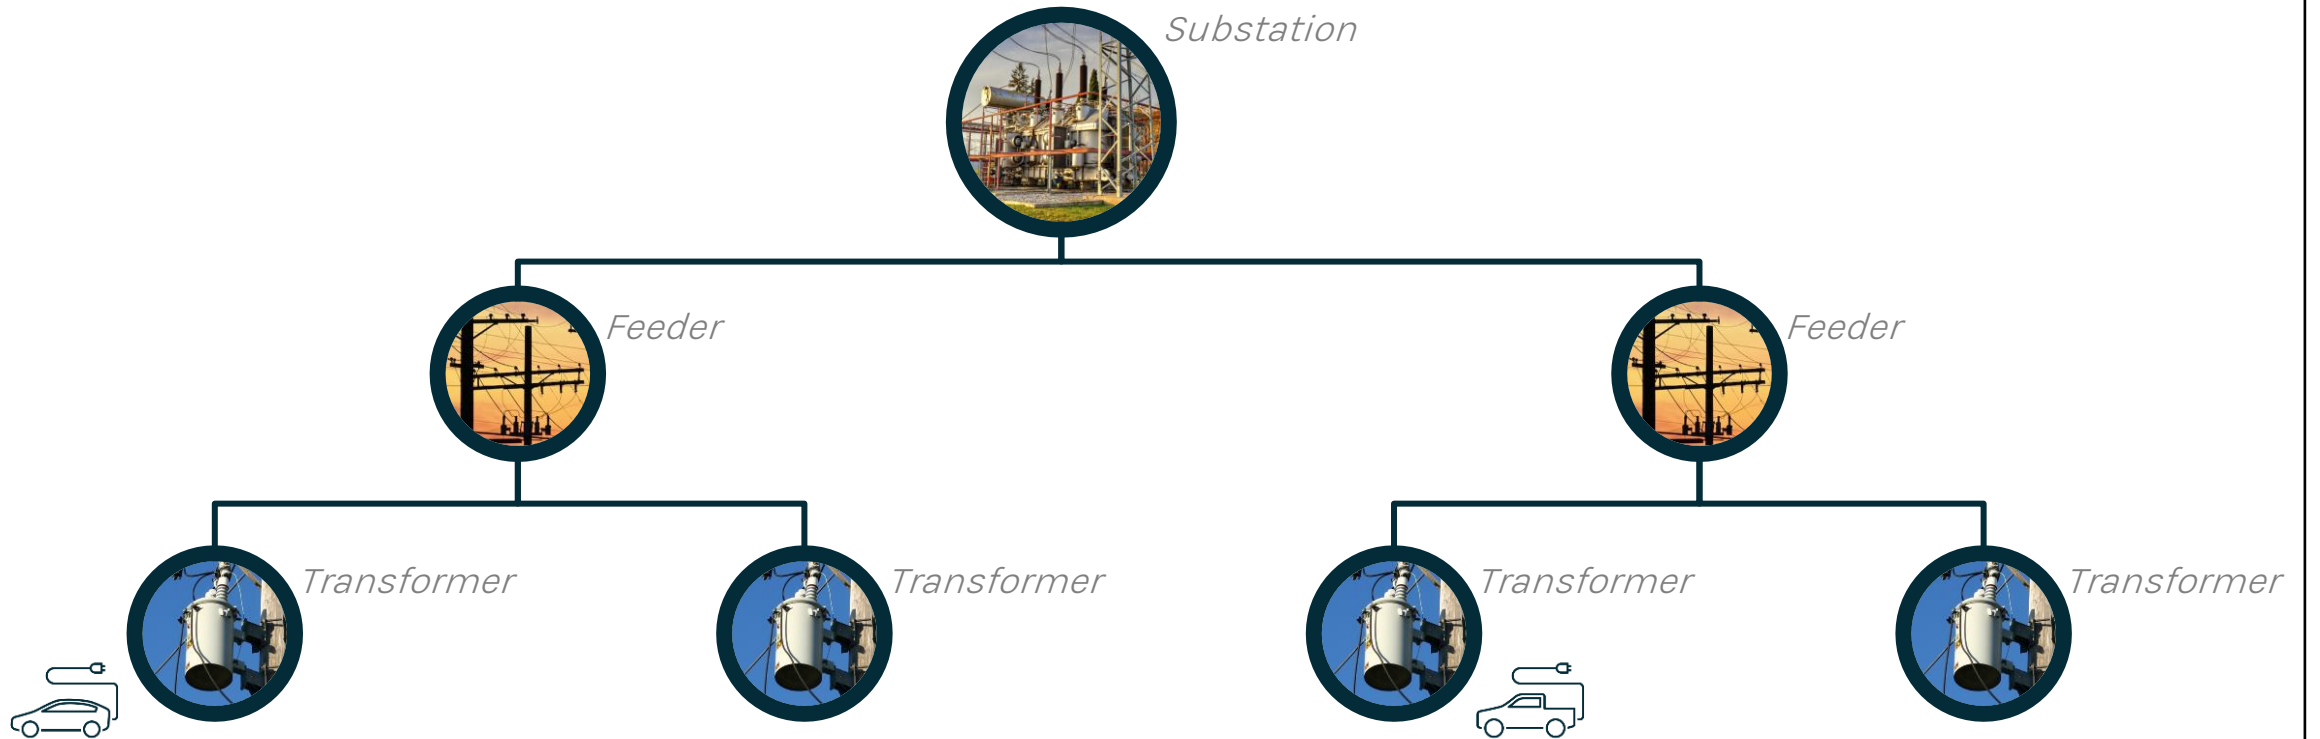 Substation
Feeder
Feeder
Transformer
Transformer
Transformer
Transformer